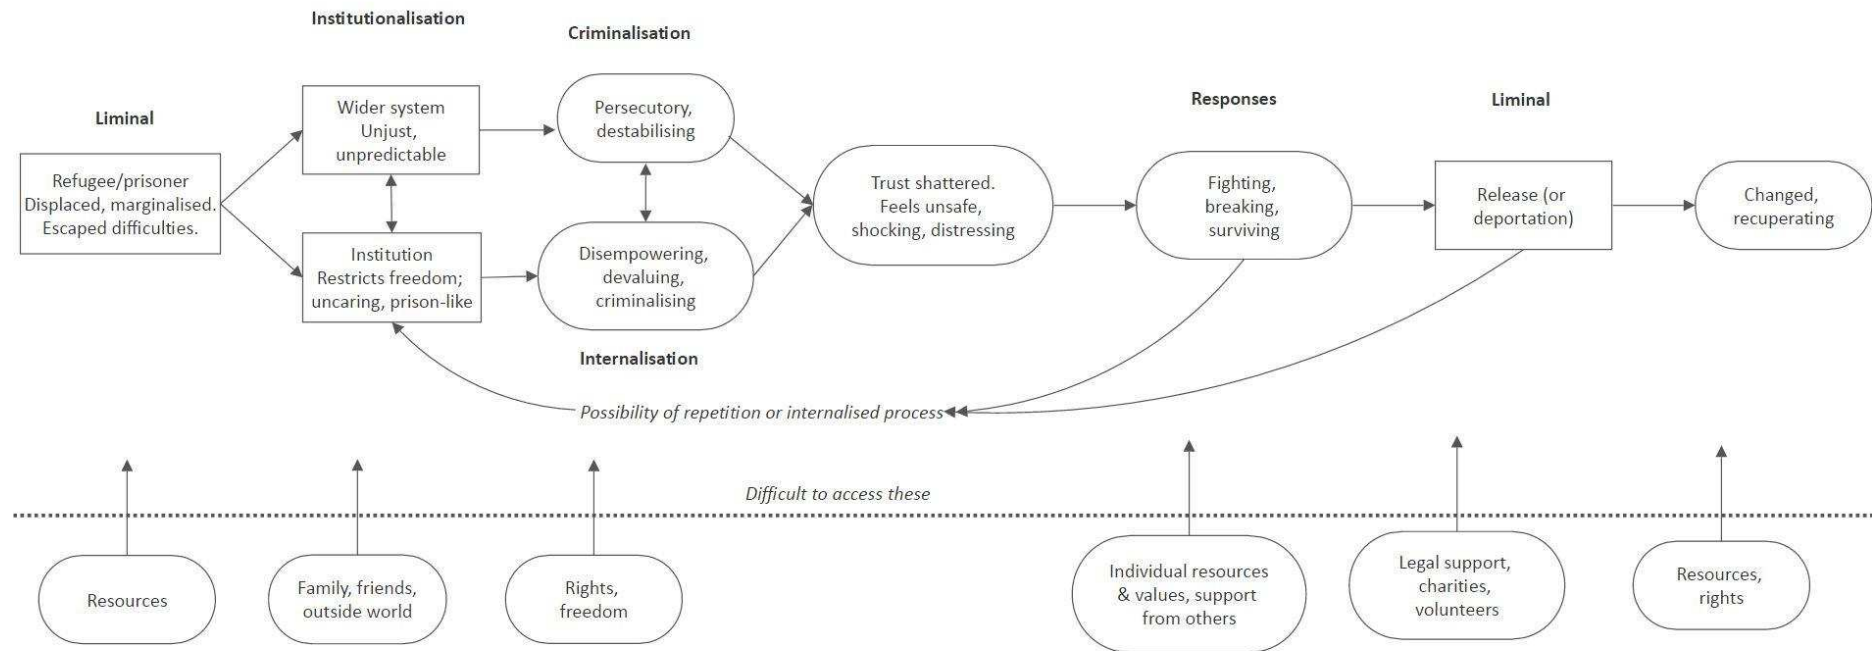 Institutionalisation
Criminalisation
Liminal
Responses
Liminal
Refugee/prisoner
Displaced, marginalised.
Escaped difficulties.
Wider system
Unjust,
unpredictable
Persecutory,
destabilising
Institution
Restricts freedom;
uncaring, prison-like
Disempowering,
devaluing,
criminalising
Trust shattered.
Feels unsafe,
shocking, distressing
Fighting,
breaking,
surviving
Release (or
deportation)
Changed,
recuperating
Internalisation
Possibility of repetition or internalised process
Difficult to access these
Resources
Family, friends,
outside world
Rights,
freedom
Individual resources
& values, support
from others
Legal support,
charities,
volunteers
Resources,
rights